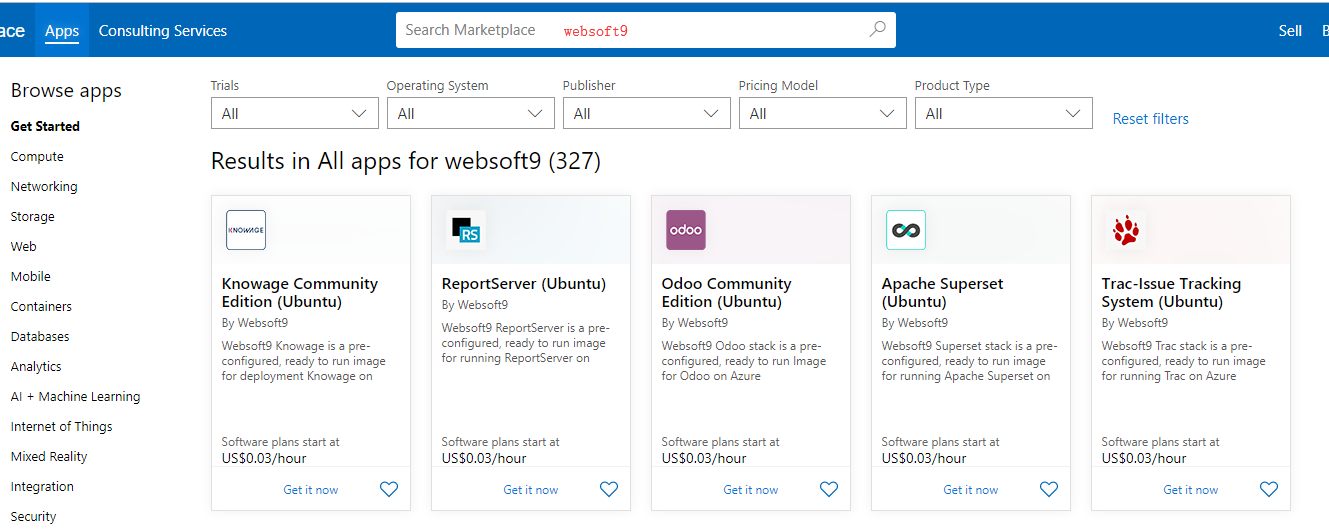 ace Apps Consulting Services Search Marketplace websoft9 Sell
Browse apps
Get Started
Compute
Networking
Storage
Web
Mobile
Containers
Databases
Analytics
AI + Machine Learning
Internet of Things
Mixed Reality
Integration
Security
Trials Operating System Publisher Pricing Model Product Type
All All All All All Reset filters
Results in All apps for websoft9 (327)
KNOWAGE
Knowage Community
Edition (Ubuntu)
By Websoft9
Websoft9 Knowage is a pre-
configured, ready to run image
for deployment Knowage on
Software plans start at
US$0.03/hour
Get it now
RS
ReportServer (Ubuntu)
By Websoft9
Websoft9 ReportServer is a pre-
configured, ready to run image
for running ReportServer on
Software plans start at
US$0.03/hour
Get it now
odoo
Odoo Community
Edition (Ubuntu)
By Websoft9
Websoft9 Odoo stack is a pre-
configured, ready to run Image
for Odoo on Azure
Software plans start at
US$0.03/hour
Get it now
Apache Superset
(Ubuntu)
By Websoft9
Websoft9 Superset stack is a pre-
configured, ready to run image
for running Apache Superset on
Software plans start at
US$0.03/hour
Get it now
Trac-Issue Tracking
System (Ubuntu)
By Websoft9
Websoft9 Trac stack is a pre-
configured, ready to run image
for running Trac on Azure
Software plans start at
US$0.03/hour
Get it now